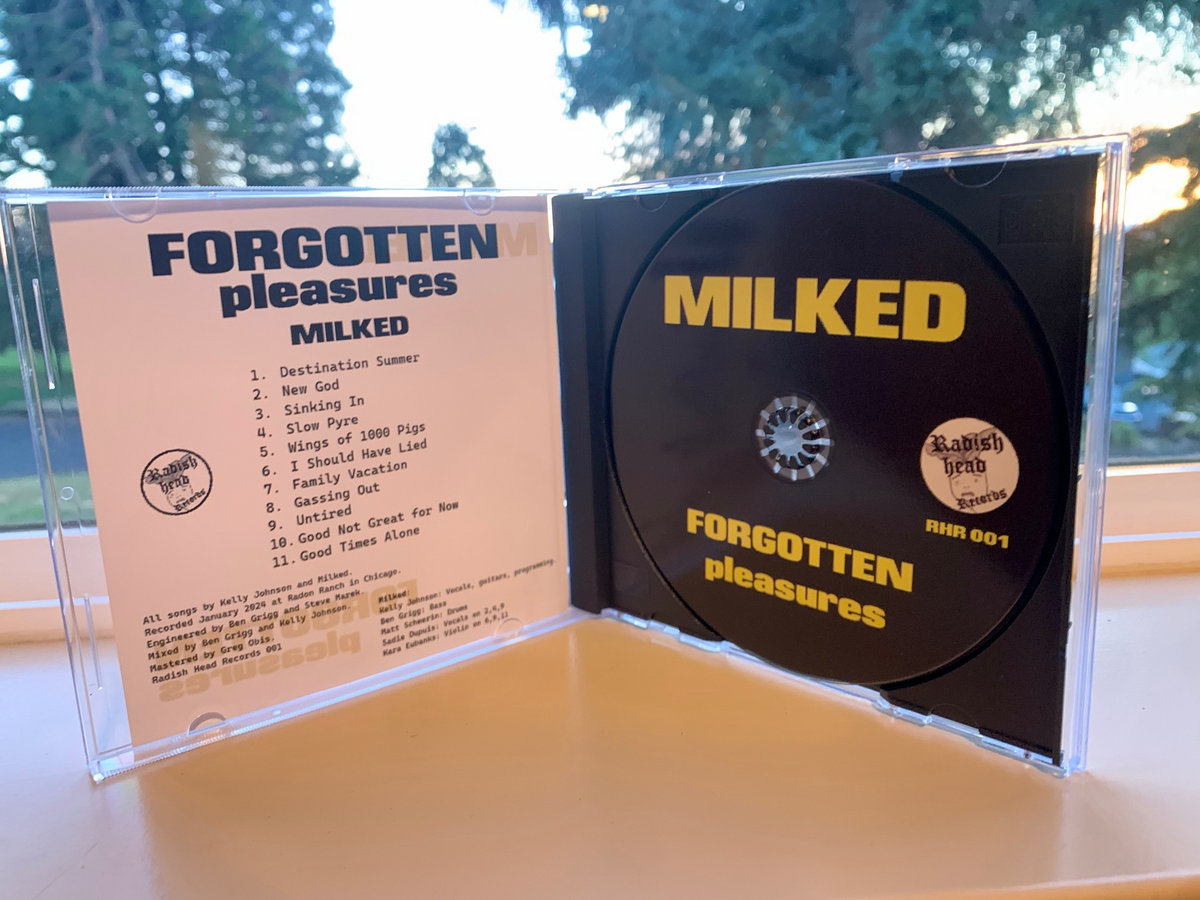 FORGOTTEN
pleasures
MILKED
1. Destination Summer
2. New God
3. Sinking In
4. Slow Pyre
5. Wings of 1000 Pigs
6. I Should Have Lied
7. Family Vacation
8. Gassing Out
9. Untired
10. Good Not Great for Now
11. Good Times Alone
Radish
head
Records
All songs by Kelly Johnson and Milked.
Recorded January 2024 at Radon Ranch in Chicago.
Engineered by Ben Grigg and Steve Marek.
Mixed by Ben Grigg and Kelly Johnson.
Mastered by Greg Obis.
Radish Head Records 001
Milked:
Kelly Johnson: Vocals, guitars, programming.
Ben Grigg: Bass
Matt Schwerin: Drums
Sadie Dupuis: Vocals on 2,4,8
Kara Eubanks: Violin on 6,9,11
MILKED
Radish
head
Records
RHR 001
FORGOTTEN
pleasures